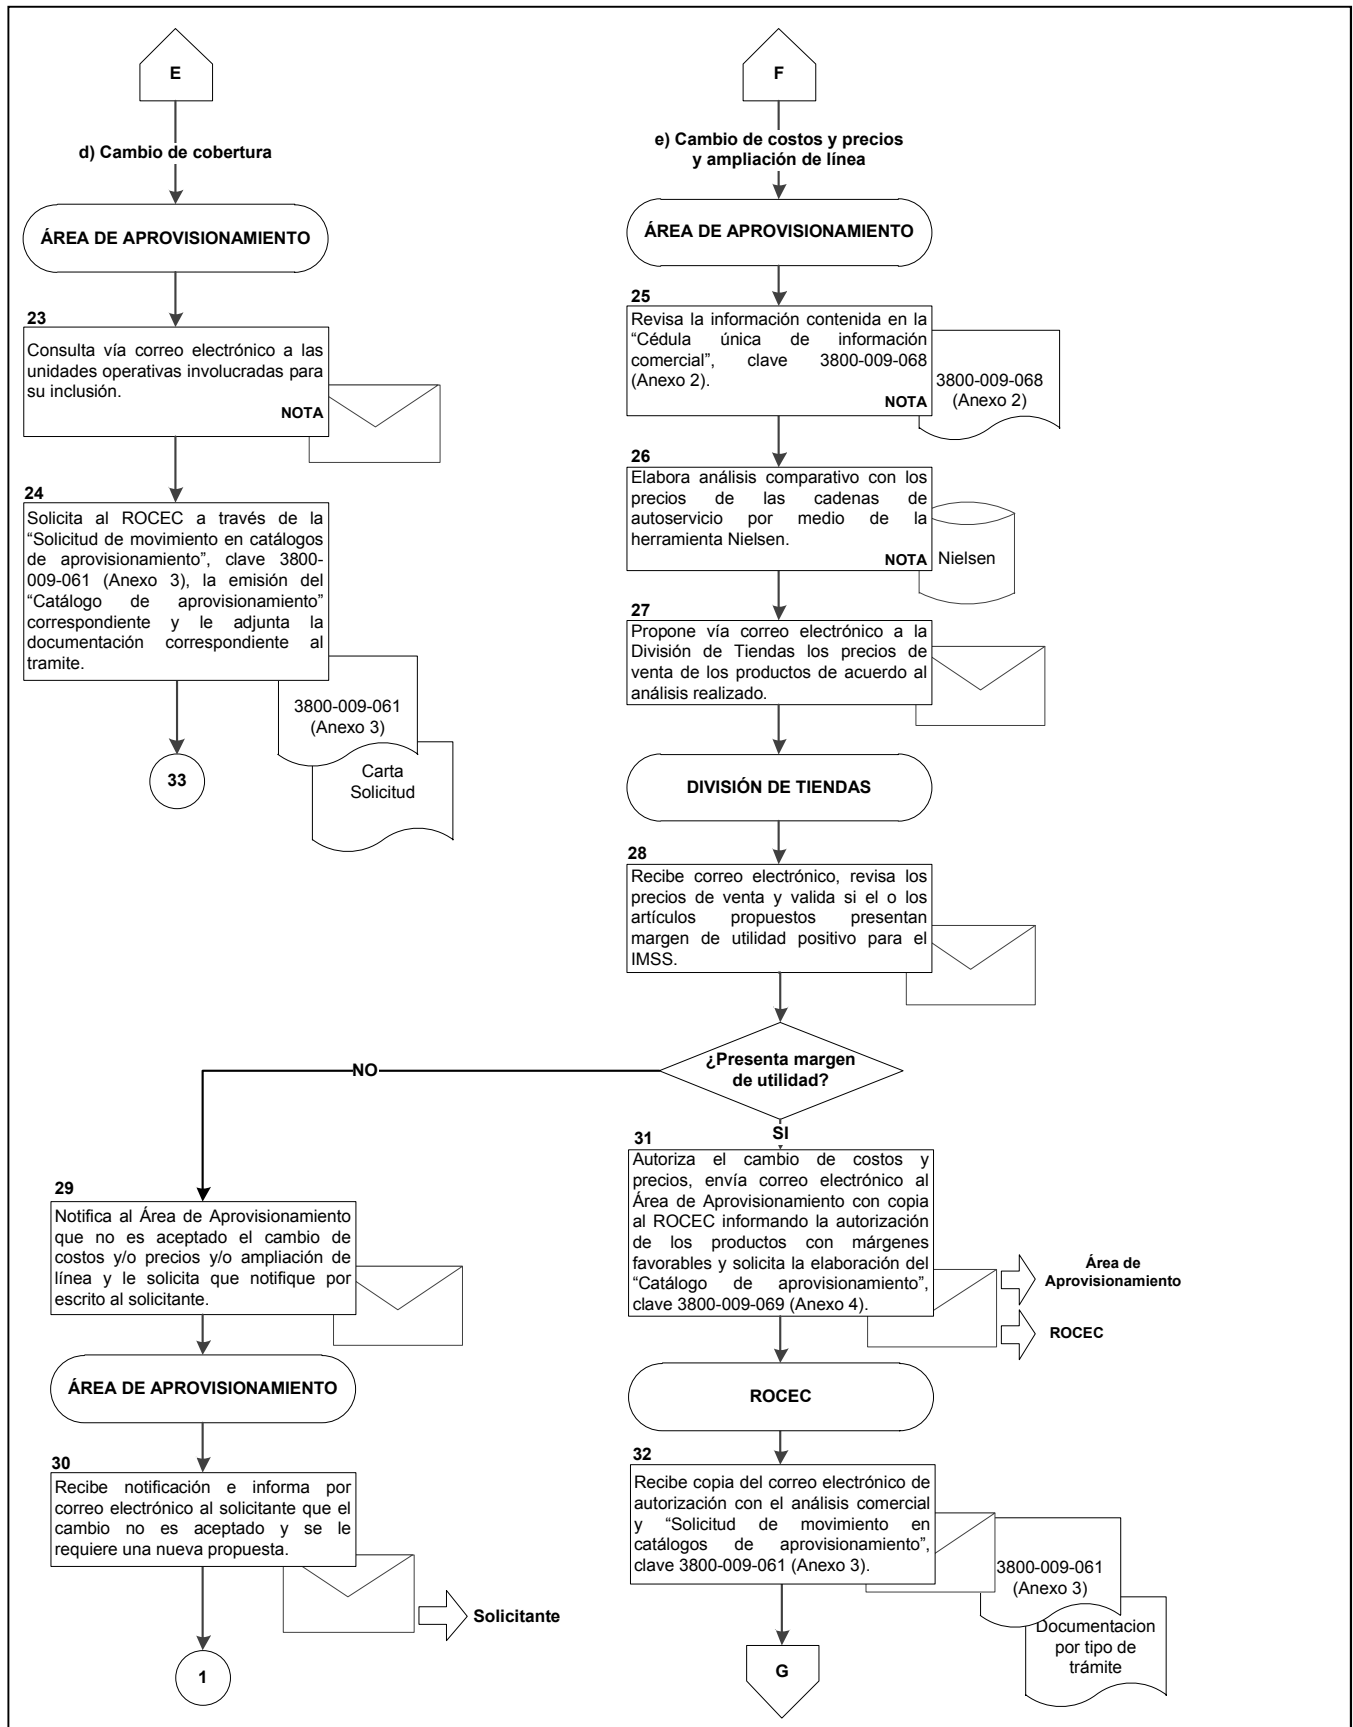 E
d) Cambio de cobertura
ÁREA DE APROVISIONAMIENTO
23
Consulta vía correo electrónico a las
unidades operativas involucradas para
su inclusión.
NOTA
24
Solicita al ROCEC a través de la
“Solicitud de movimiento en catálogos
de aprovisionamiento”, clave 3800-
009-061 (Anexo 3), la emisión del
“Catálogo de aprovisionamiento”
correspondiente y le adjunta la
documentación correspondiente al
tramite.
3800-009-061
(Anexo 3)
Carta
Solicitud
33
F
e) Cambio de costos y precios
y ampliación de línea
ÁREA DE APROVISIONAMIENTO
25
Revisa la información contenida en la
“Cédula única de información
comercial”, clave 3800-009-068
(Anexo 2).
NOTA
3800-009-068
(Anexo 2)
26
Elabora análisis comparativo con los
precios de las cadenas de
autoservicio por medio de la
herramienta Nielsen.
NOTA
Nielsen
27
Propone vía correo electrónico a la
División de Tiendas los precios de
venta de los productos de acuerdo al
análisis realizado.
DIVISIÓN DE TIENDAS
28
Recibe correo electrónico, revisa los
precios de venta y valida si el o los
artículos propuestos presentan
margen de utilidad positivo para el
IMSS.
¿Presenta margen
de utilidad?
NO
SI
29
Notifica al Área de Aprovisionamiento
que no es aceptado el cambio de
costos y/o precios y/o ampliación de
línea y le solicita que notifique por
escrito al solicitante.
ÁREA DE APROVISIONAMIENTO
30
Recibe notificación e informa por
correo electrónico al solicitante que el
cambio no es aceptado y se le
requiere una nueva propuesta.
Solicitante
1
31
Autoriza el cambio de costos y
precios, envía correo electrónico al
Área de Aprovisionamiento con copia
al ROCEC informando la autorización
de los productos con márgenes
favorables y solicita la elaboración del
“Catálogo de aprovisionamiento”,
clave 3800-009-069 (Anexo 4).
Área de
Aprovisionamiento
ROCEC
ROCEC
32
Recibe copia del correo electrónico de
autorización con el análisis comercial
y “Solicitud de movimiento en
catálogos de aprovisionamiento”,
clave 3800-009-061 (Anexo 3).
3800-009-061
(Anexo 3)
Documentacion
por tipo de
trámite
G